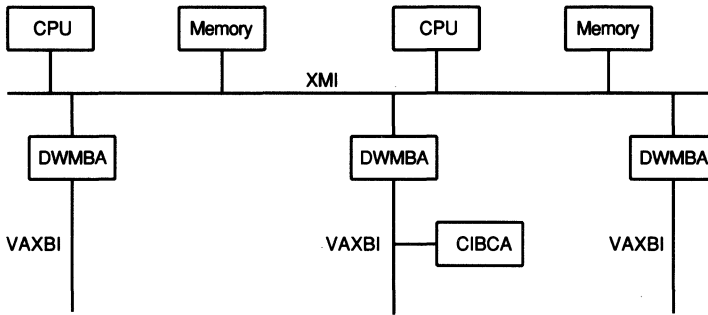 CPU
Memory
CPU
Memory
XMI
DWMBA
DWMBA
DWMBA
VAXBI
VAXBI
CIBCA
VAXBI